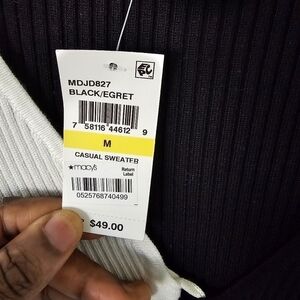 MDJD827
BLACK/EGRET
7 58116 44612 9
M
CASUAL SWEATER
★macy's
Return
Label
0525768740499
$49.00